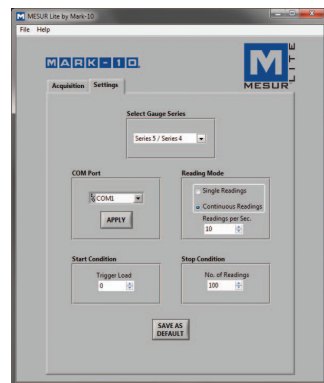 MESUR Lite by Mark-10
File Help
MARK-10
M
MESUR
LITE
Acquisition Settings
Select Gauge Series
Series 5 / Series 4
COM Port
COM1
APPLY
Reading Mode
Single Readings
Continuous Readings
Readings per Sec.
10
Start Condition
Trigger Load
0
Stop Condition
No. of Readings
100
SAVE AS
DEFAULT